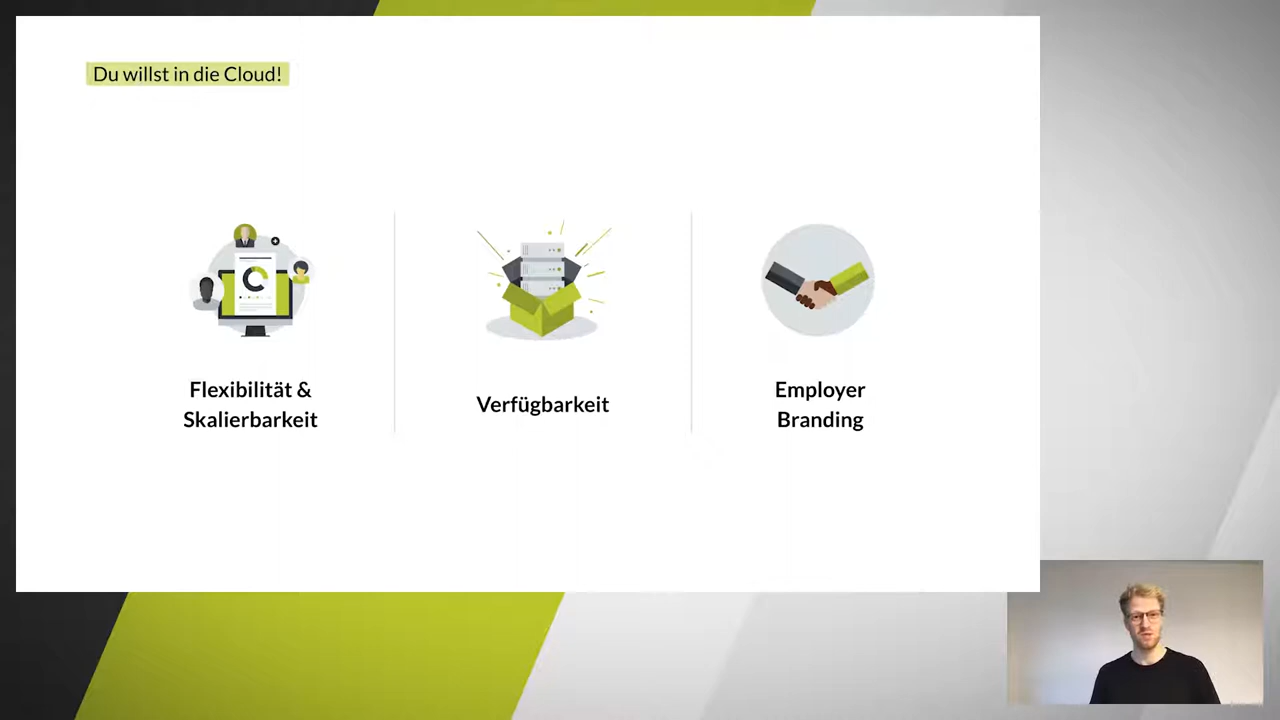 Du willst in die Cloud!
Flexibilität &
Skalierbarkeit
Verfügbarkeit
Employer
Branding